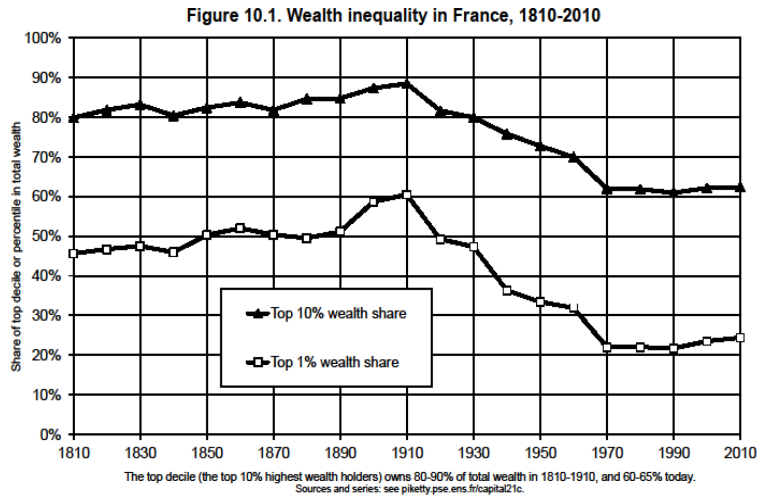 Figure 10.1. Wealth inequality in France, 1810-2010
Share of top decile or percentile in total wealth
100%
90%
80%
70%
60%
50%
40%
30%
20%
10%
0%
Top 10% wealth share
Top 1% wealth share
1810 1830 1850 1870 1890 1910 1930 1950 1970 1990 2010
The top decile (the top 10% highest wealth holders) owns 80-90% of total wealth in 1810-1910, and 60-65% today.
Sources and series: see piketty.pse.ens.fr/capital21c.